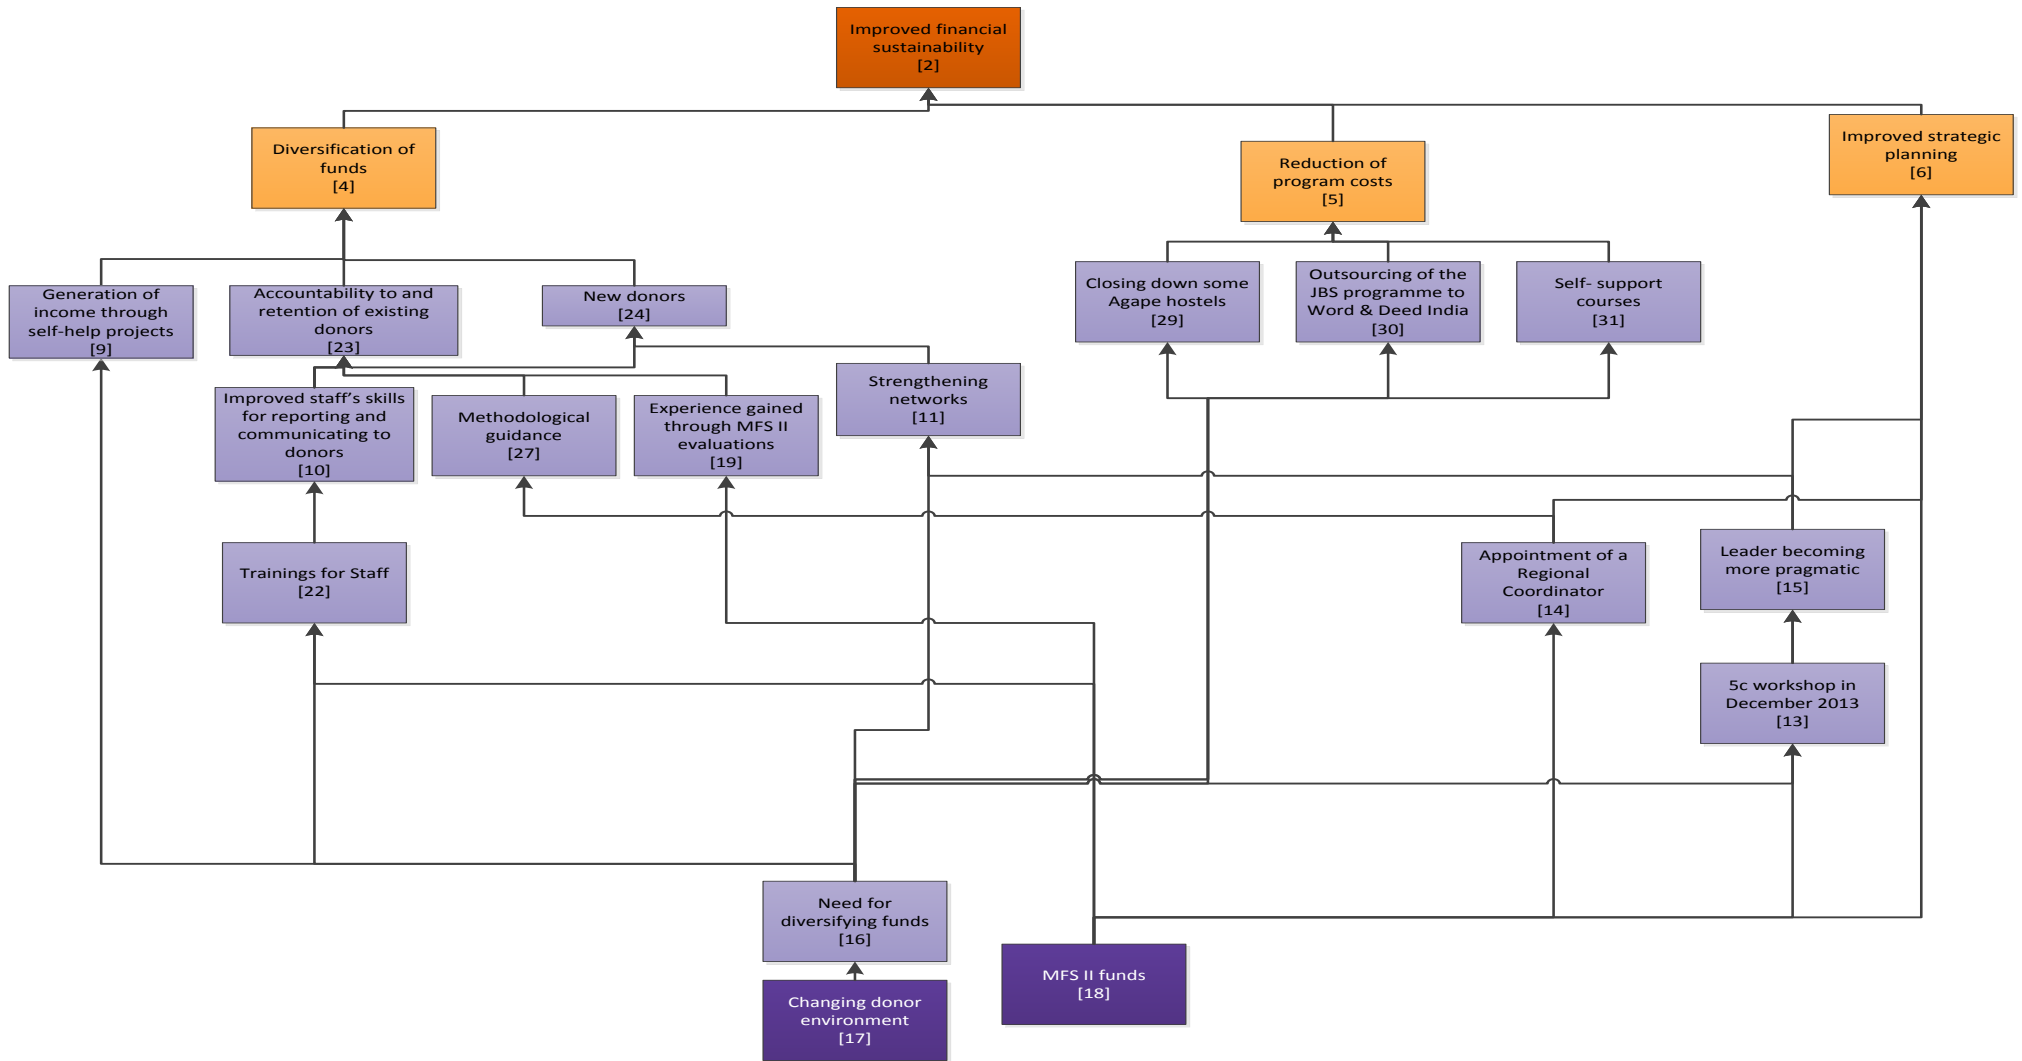 Improved financial
sustainability
[2]
Diversification of
funds
[4]
Reduction of
program costs
[5]
Improved strategic
planning
[6]
Generation of
income through
self-help projects
[9]
Accountability to and
retention of existing
donors
[23]
New donors
[24]
Closing down some
Agape hostels
[29]
Outsourcing of the
JBS programme to
Word & Deed India
[30]
Self- support
courses
[31]
Improved staff’s skills
for reporting and
communicating to
donors
[10]
Methodological
guidance
[27]
Experience gained
through MFS II
evaluations
[19]
Strengthening
networks
[11]
Trainings for Staff
[22]
Appointment of a
Regional
Coordinator
[14]
Leader becoming
more pragmatic
[15]
5c workshop in
December 2013
[13]
Need for
diversifying funds
[16]
MFS II funds
[18]
Changing donor
environment
[17]